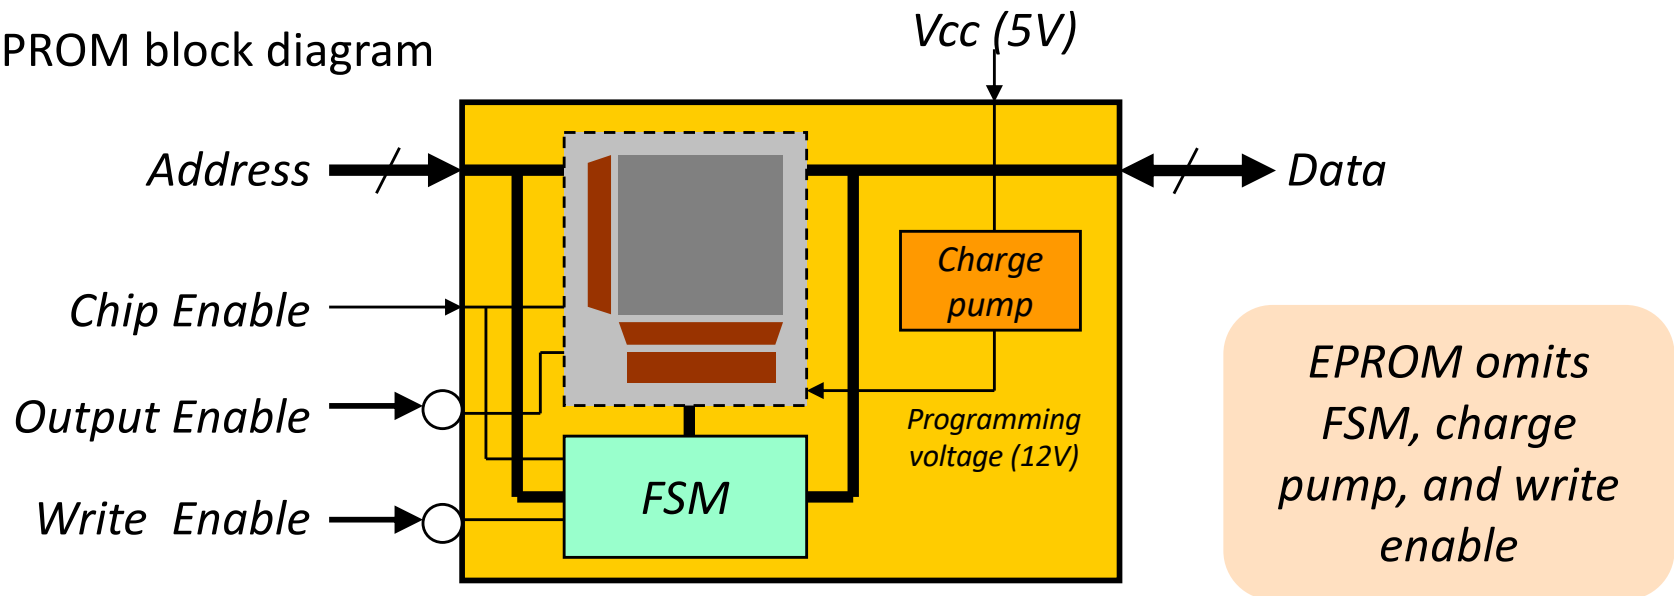 PROM block diagram
Vcc (5V)
Address
Data
Charge
pump
Chip Enable
Output Enable
Programming
voltage (12V)
FSM
Write Enable
EPROM omits
FSM, charge
pump, and write
enable